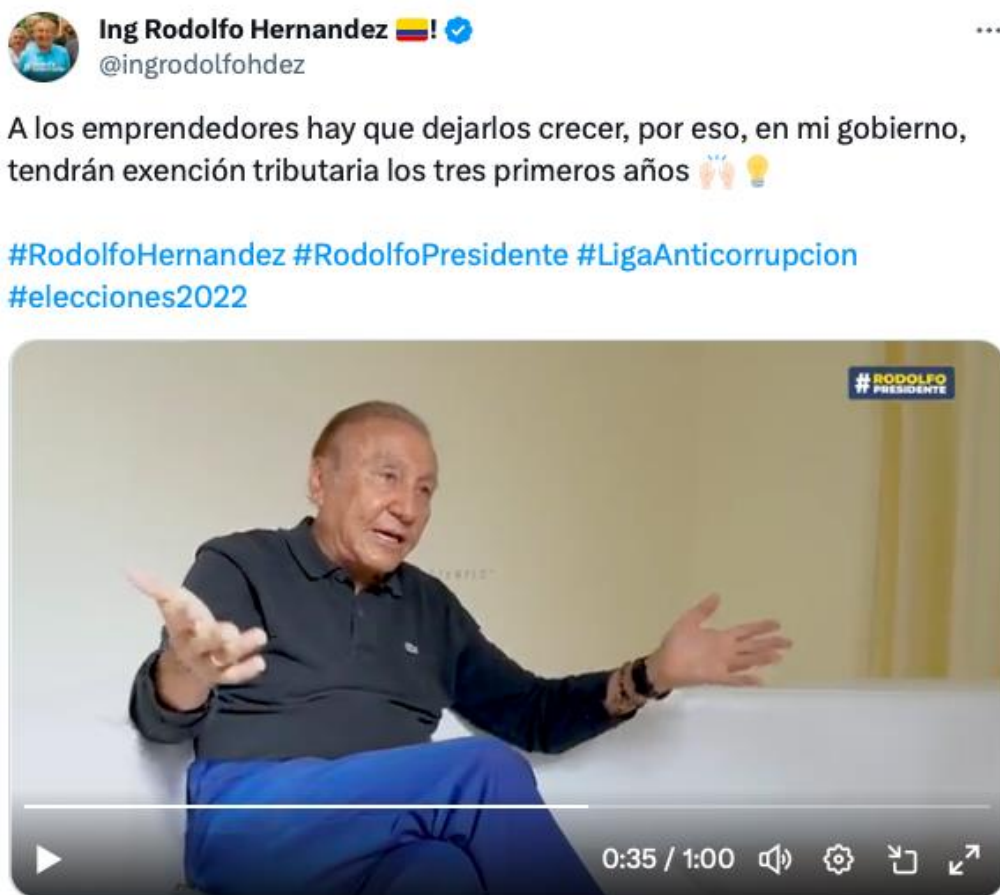 Ing Rodolfo Hernandez 🇨🇴!
@ingrodolfohdez
A los emprendedores hay que dejarlos crecer, por eso, en mi gobierno,
tendrán exención tributaria los tres primeros años 🙌🏻 💡
#RodolfoHernandez #RodolfoPresidente #LigaAnticorrupcion
#elecciones2022
# RODOLFO
PRESIDENTE
0:35 / 1:00